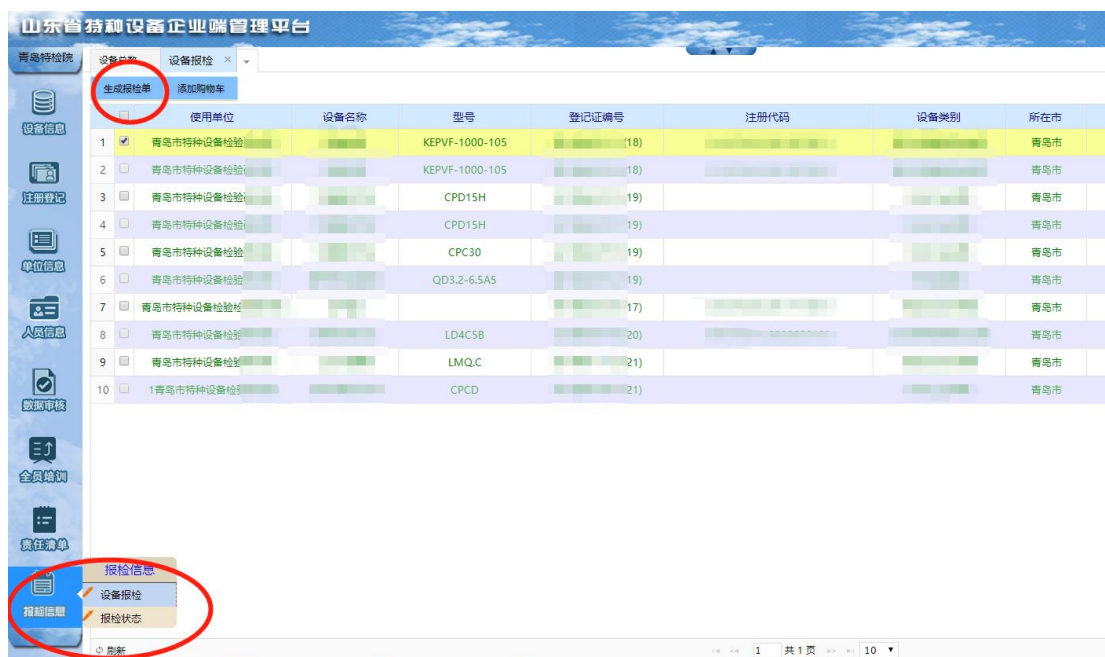 山东省特种设备企业端管理平台
青岛特检院
设备总数 设备报检 ×
生成报检单 添加购物车
使用单位 设备名称 型号 登记证编号 注册代码 设备类别 所在市
1 青岛市特种设备检验 KEPVF-1000-105 18) 青岛市
2 青岛市特种设备检验 KEPVF-1000-105 18) 青岛市
3 青岛市特种设备检验 CPD15H 19) 青岛市
4 青岛市特种设备检验 CPD15H 19) 青岛市
5 青岛市特种设备检验 CPC30 19) 青岛市
6 青岛市特种设备检验 QD3.2-6.5A5 19) 青岛市
7 青岛市特种设备检验检 17) 青岛市
8 青岛市特种设备检验 LD4C5B 20) 青岛市
9 青岛市特种设备检验 LMQ.C 21) 青岛市
10 1青岛市特种设备检验 CPCD 21) 青岛市
设备信息
注册登记
单位信息
人员信息
数据审核
全员培训
责任清单
报检信息
报检信息
设备报检
报检状态
刷新 1 共1页 10